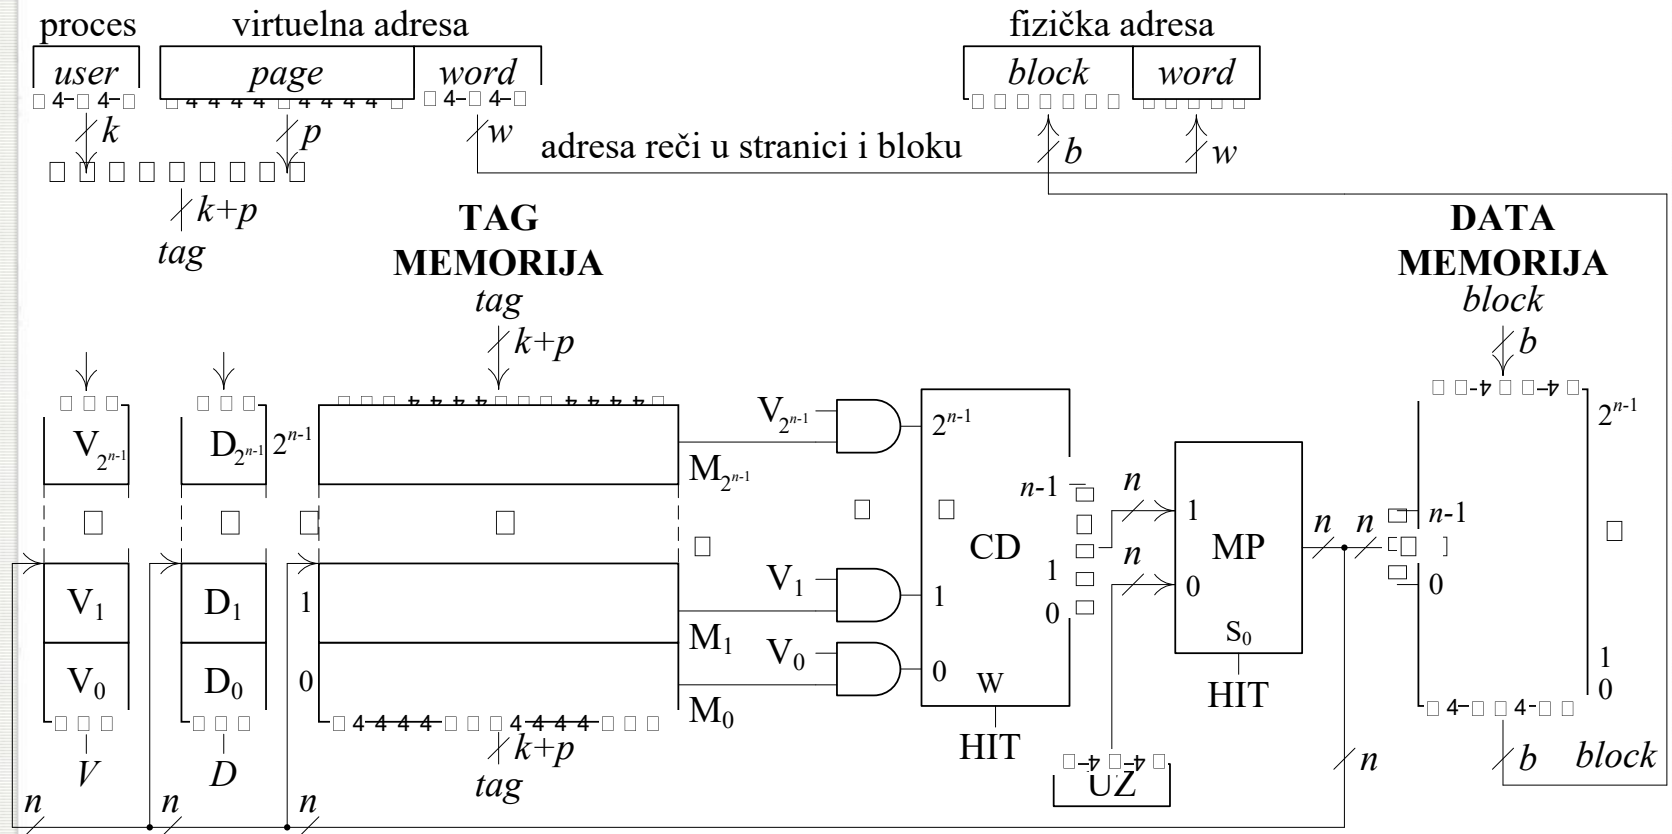 proces virtuelna adresa fizička adresa
user page word block word
k p w b w
adresa reči u stranici i bloku
k+p
tag
TAG MEMORIJA
DATA MEMORIJA
tag
block
k+p
b
V2n-1 D2n-1 2n-1
M2n-1
V2n-1
2n-1
2n-1
n-1
n
n n
n-1
1
CD
MP
n
0
V1 D1 1
M1
V1
1
1
0
0
S0
V0 D0 0
M0
V0
0
W
HIT
HIT
1
0
k+p
tag
V
D
UZ
n
b block
n n n